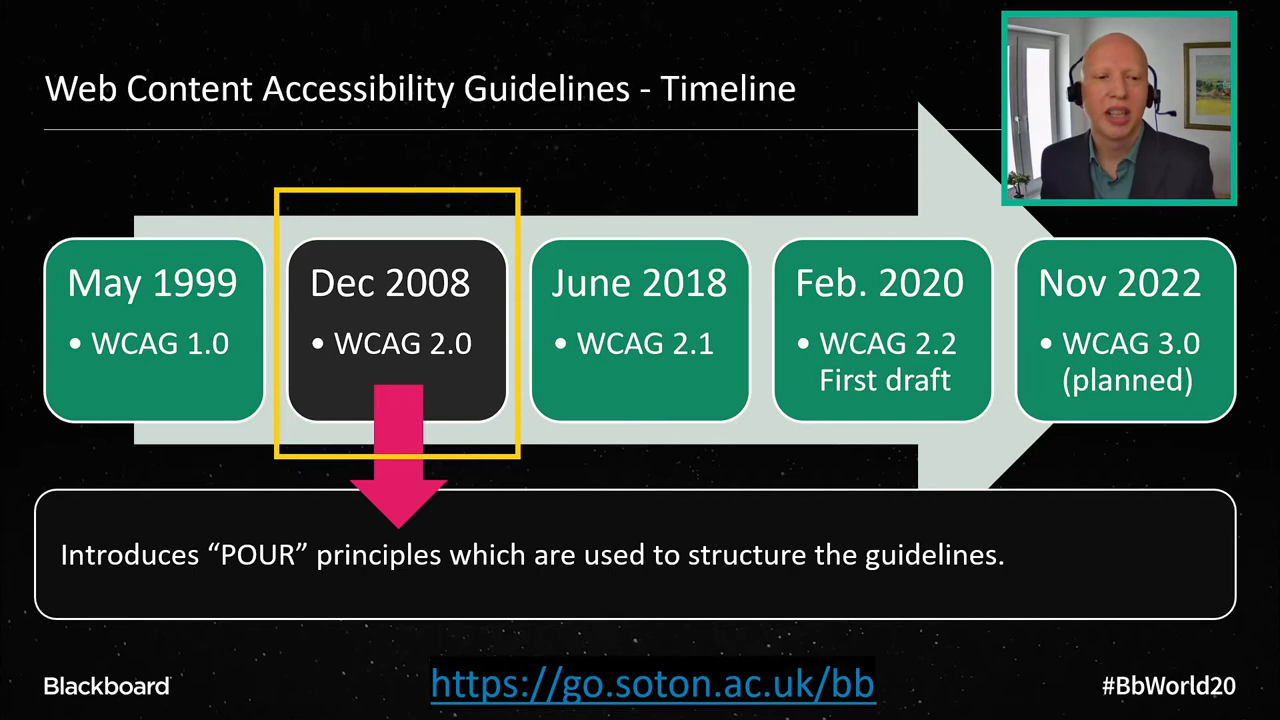 Web Content Accessibility Guidelines - Timeline
May 1999
• WCAG 1.0
Dec 2008
• WCAG 2.0
June 2018
• WCAG 2.1
Feb. 2020
• WCAG 2.2
First draft
Nov 2022
• WCAG 3.0
(planned)
Introduces “POUR” principles which are used to structure the guidelines.
Blackboard
https://go.soton.ac.uk/bb
#BbWorld20